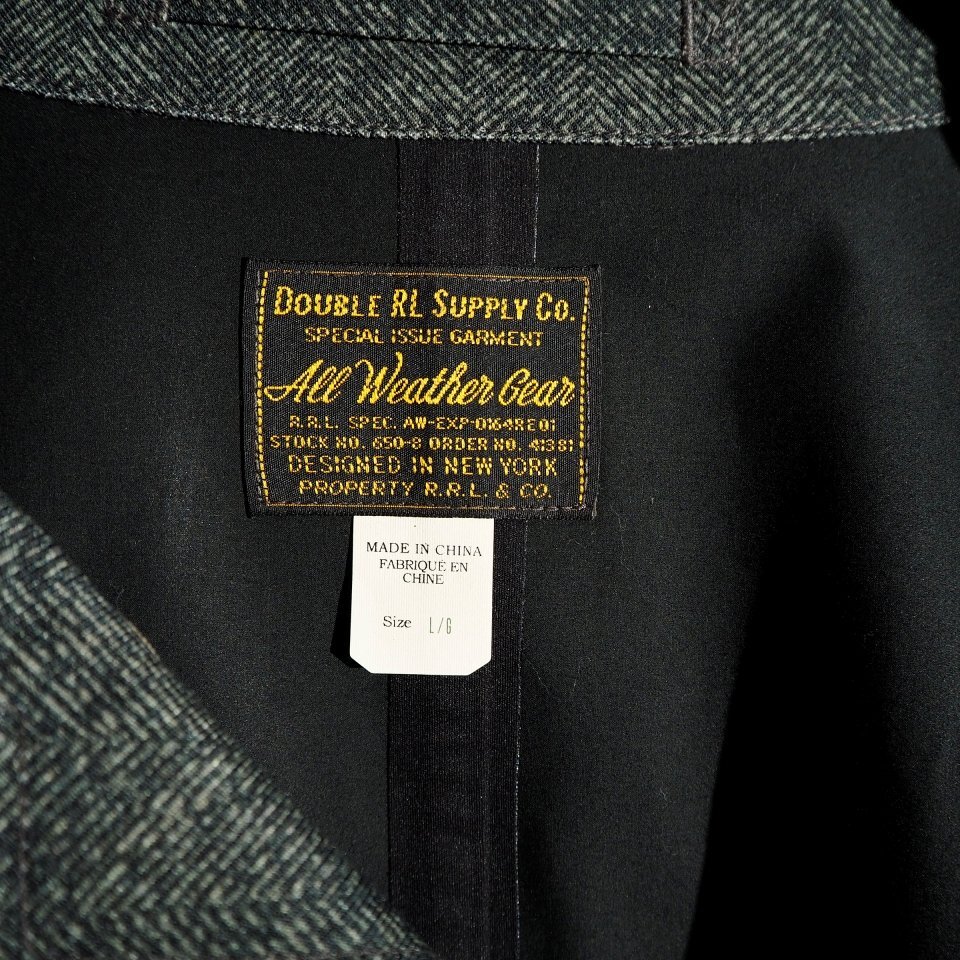 DOUBLE RL SUPPLY CO.
SPECIAL ISSUE GARMENT
All Weather Gear
R.R.L. SPEC. AW-EXP-0164RE01
STOCK NO. 650-8 ORDER NO. 41381
DESIGNED IN NEW YORK
PROPERTY R.R.L. & CO.
MADE IN CHINA
FABRIQUE EN
CHINE
Size L/G